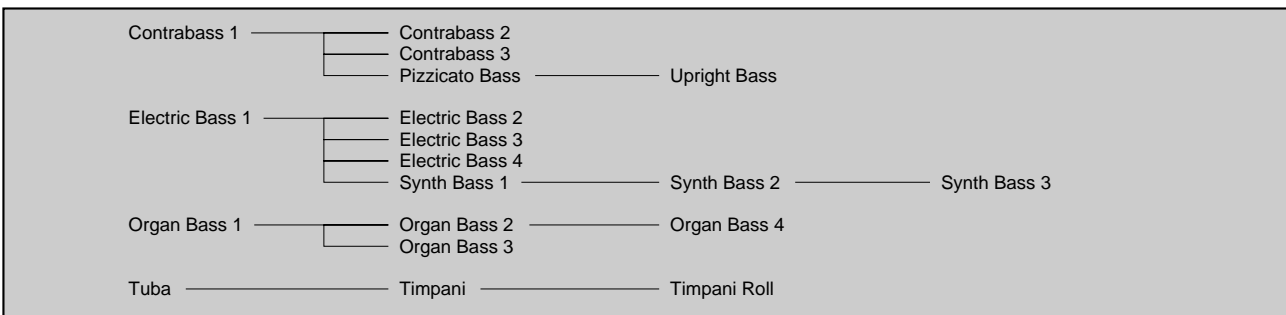 Contrabass 1 Contrabass 2
Contrabass 3
Pizzicato Bass Upright Bass
Electric Bass 1 Electric Bass 2
Electric Bass 3
Electric Bass 4
Synth Bass 1 Synth Bass 2 Synth Bass 3
Organ Bass 1 Organ Bass 2 Organ Bass 4
Organ Bass 3
Tuba Timpani Timpani Roll